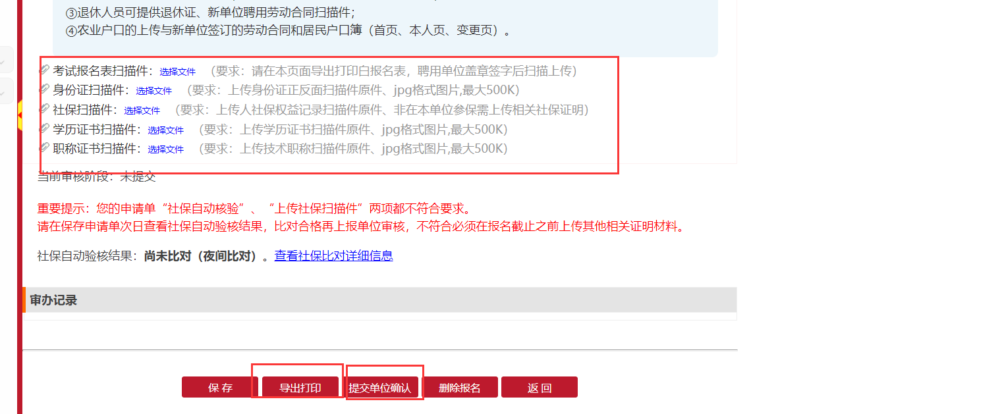 ③退休人员可提供退休证、新单位聘用劳动合同扫描件；
④农业户口的上传与新单位签订的劳动合同和居民户口簿（首页、本人页、变更页）。
考试报名表扫描件：选择文件 （要求：请在本页面导出打印白报名表，聘用单位盖章签字后扫描上传）
身份证扫描件：选择文件 （要求：上传身份证正反面扫描件原件、jpg格式图片,最大500K）
社保扫描件：选择文件 （要求：上传人社保权益记录扫描件原件、非在本单位参保需上传相关社保证明）
学历证书扫描件：选择文件 （要求：上传学历证书扫描件原件、jpg格式图片,最大500K）
职称证书扫描件：选择文件 （要求：上传技术职称扫描件原件、jpg格式图片,最大500K）
当前审核阶段：未提交
重要提示：您的申请单“社保自动核验”、“上传社保扫描件”两项都不符合要求。
请在保存申请单次日查看社保自动验核结果，比对合格再上报单位审核，不符合必须在报名截止之前上传其他相关证明材料。
社保自动验核结果：尚未比对（夜间比对）。查看社保比对详细信息
审办记录
保 存 导出打印 提交单位确认 删除报名 返 回